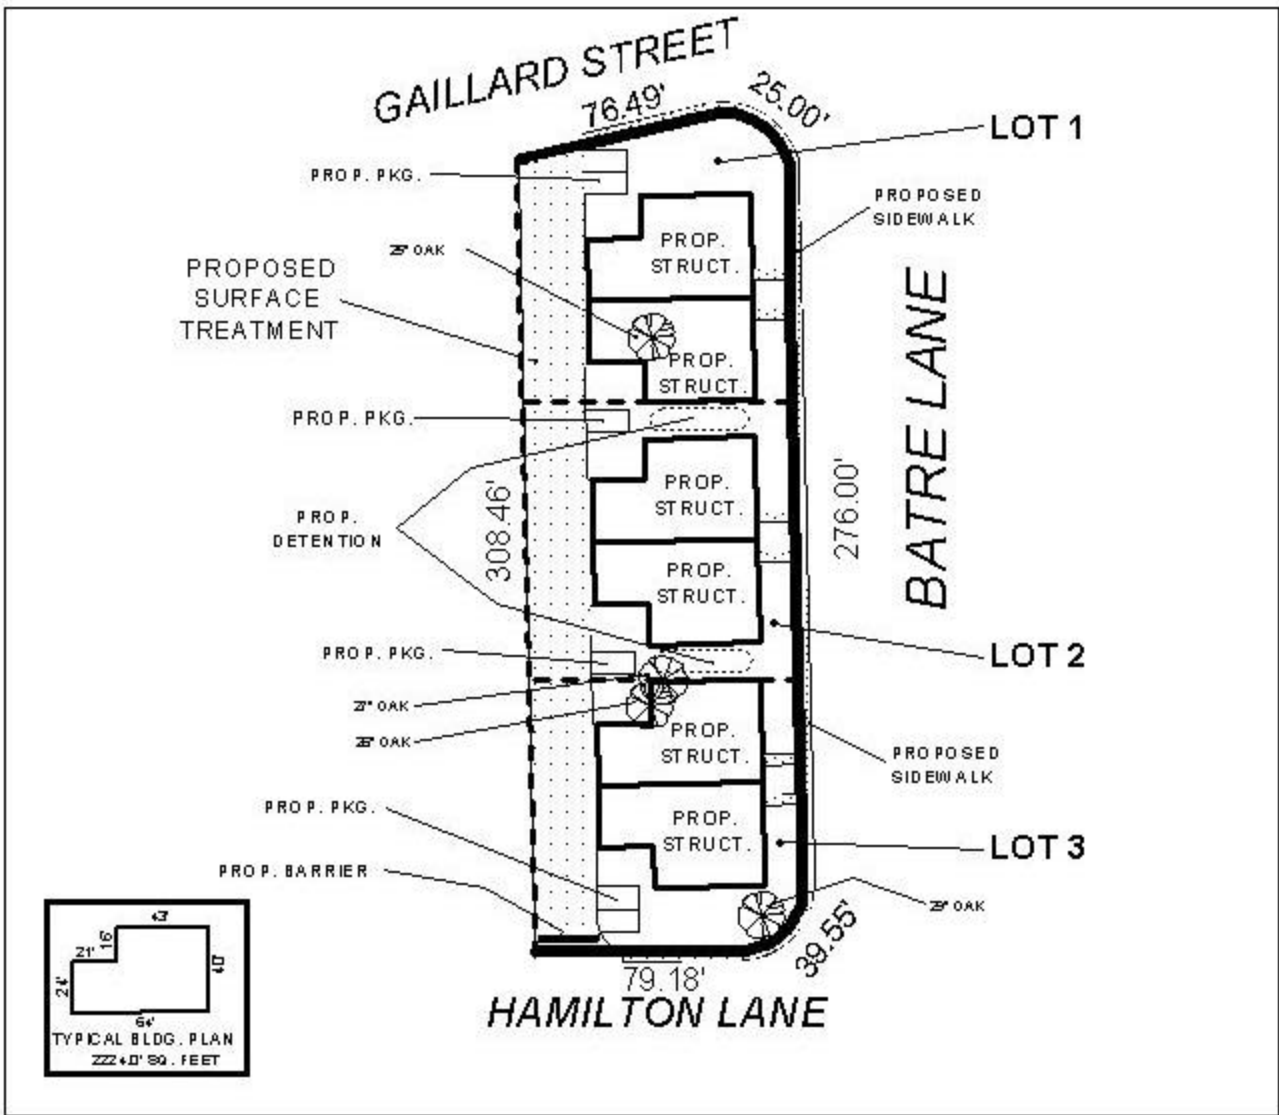 GAILLARD STREET
76.49'
25.00'
LOT 1
PROP. PKG.
PROPOSED
SIDEWALK
PROP.
STRUCT.
OAK
PROPOSED
SURFACE
TREATMENT
PROP.
STRUCT.
PROP. PKG.
BATRE LANE
276.00'
308.46'
PROP.
DETENTION
PROP.
STRUCT.
PROP.
STRUCT.
PROP. PKG.
LOT 2
27" OAK
OAK
PROP.
STRUCT.
PROPOSED
SIDEWALK
PROP. PKG.
PROP.
STRUCT.
LOT 3
PROP. BARRIER
OAK
39.55'
79.18'
HAMILTON LANE
43'
16'
21'
40'
24'
64'
TYPICAL BLDG. PLAN
SQ. FEET